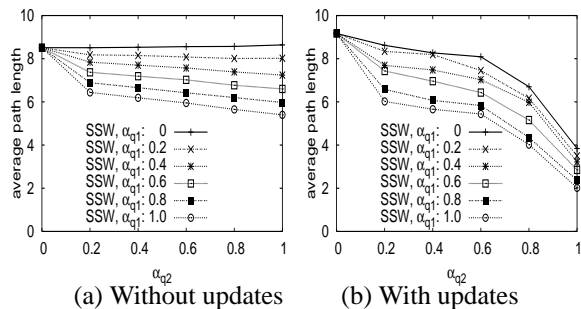 average path length
10
8
6
4
2
0
SSW, αq1: 0
SSW, αq1: 0.2
SSW, αq1: 0.4
SSW, αq1: 0.6
SSW, αq1: 0.8
SSW, αq1: 1.0
0 0.2 0.4 0.6 0.8 1
αq2
(a) Without updates
average path length
10
8
6
4
2
0
SSW, αq1: 0
SSW, αq1: 0.2
SSW, αq1: 0.4
SSW, αq1: 0.6
SSW, αq1: 0.8
SSW, αq1: 1.0
0 0.2 0.4 0.6 0.8 1
αq2
(b) With updates